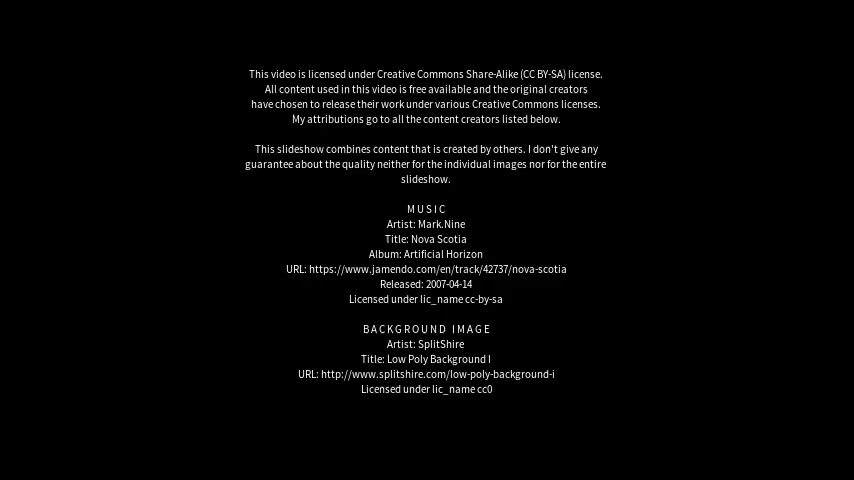 This video is licensed under Creative Commons Share-Alike (CC BY-SA) license.
All content used in this video is free available and the original creators
have chosen to release their work under various Creative Commons licenses.
My attributions go to all the content creators listed below.
This slideshow combines content that is created by others. I don't give any
guarantee about the quality neither for the individual images nor for the entire
slideshow.
MUSIC
Artist: Mark.Nine
Title: Nova Scotia
Album: Artificial Horizon
URL: https://www.jamendo.com/en/track/42737/nova-scotia
Released: 2007-04-14
Licensed under lic_name cc-by-sa
BACKGROUND IMAGE
Artist: SplitShire
Title: Low Poly Background I
URL: http://www.splitshire.com/low-poly-background-i
Licensed under lic_name cc0